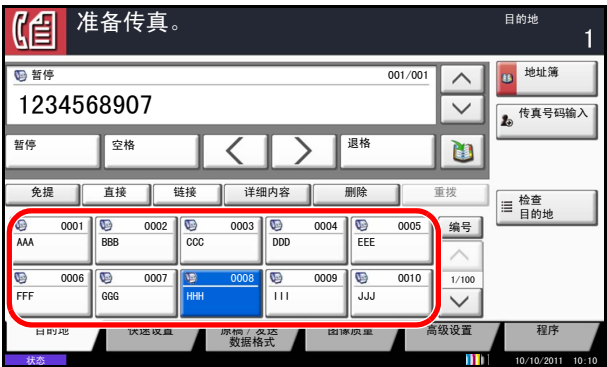 准备传真。
目的地
1
暂停
001/001
1234568907
地址簿
传真号码输入
暂停
空格
退格
免提
直接
链接
详细内容
删除
重拨
检查
目的地
0001
AAA
0002
BBB
0003
CCC
0004
DDD
0005
EEE
编号
0006
FFF
0007
GGG
0008
HHH
0009
III
0010
JJJ
1/100
目的地
快速设置
原稿 / 发送
数据格式
图像质量
高级设置
程序
状态
10/10/2011 10:10